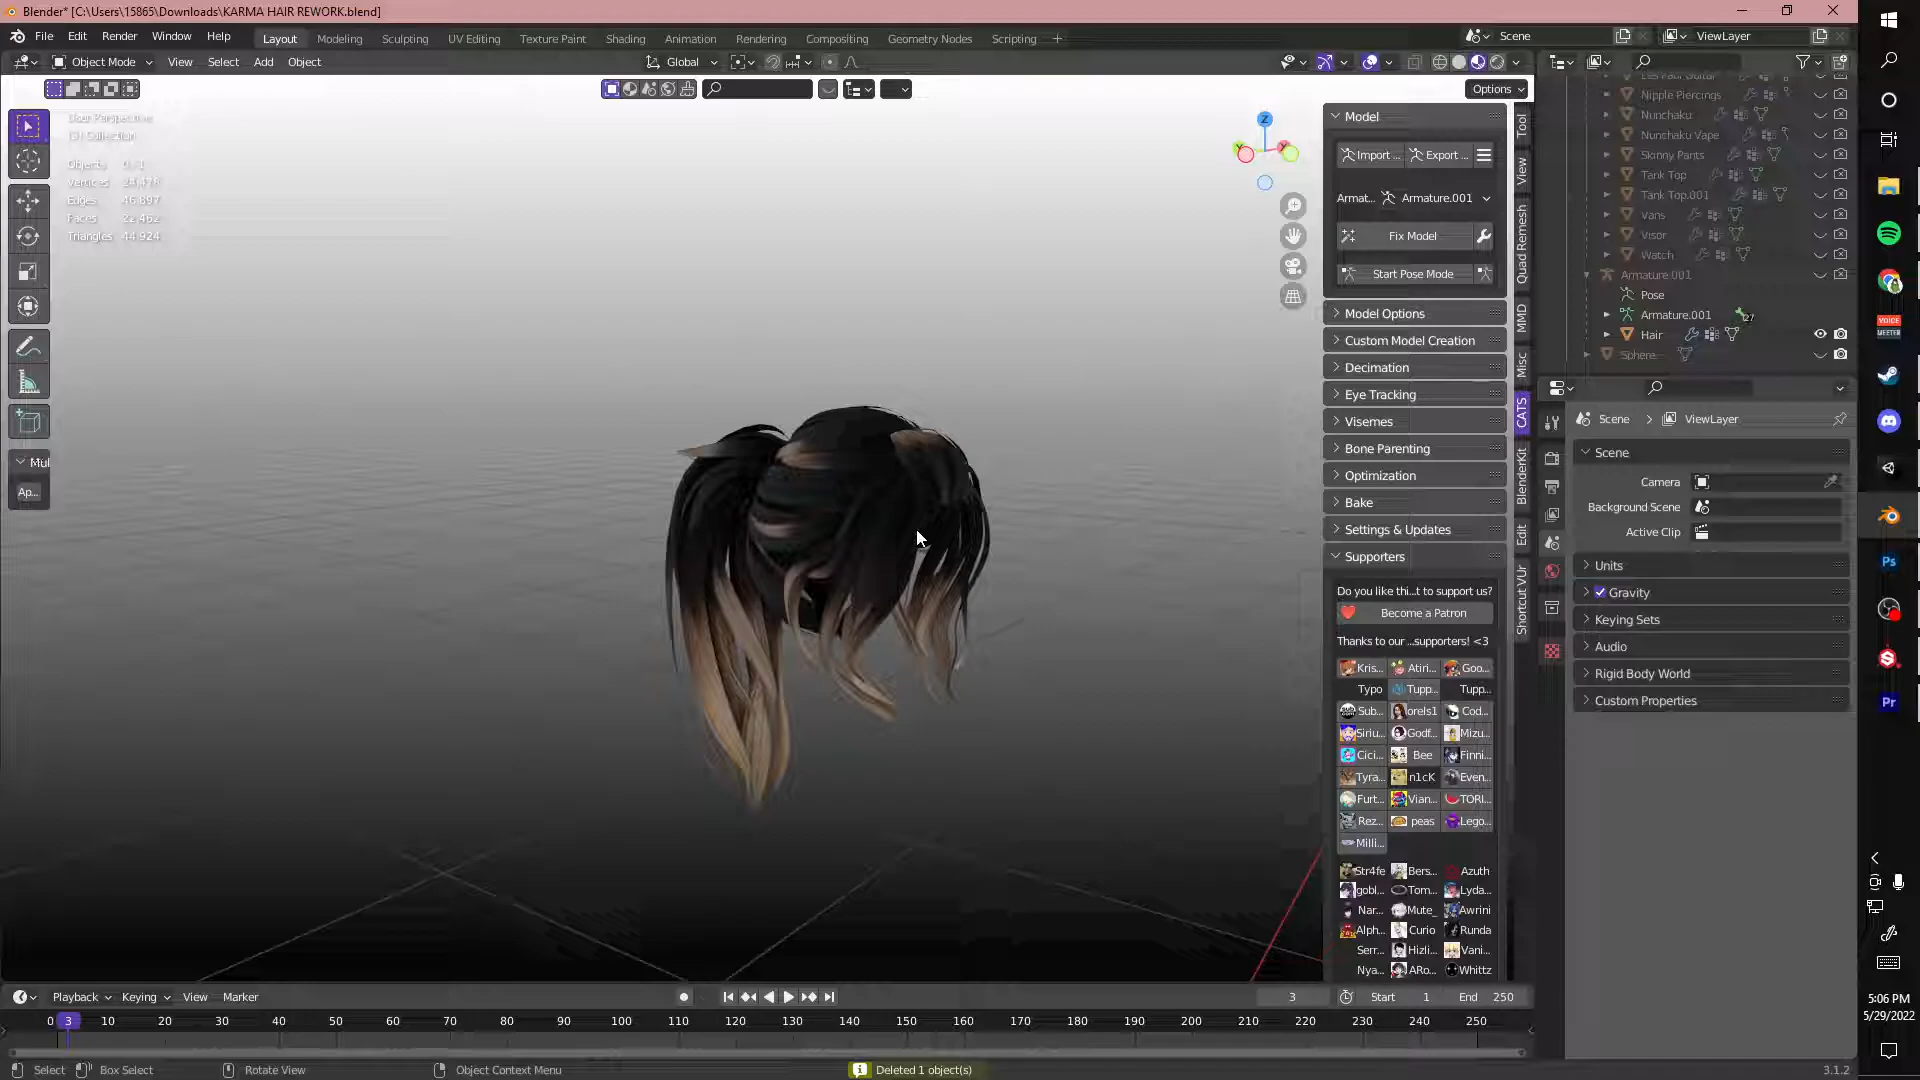 Blender* [C:\Users\15865\Downloads\KARMA HAIR REWORK.blend]
File Edit Render Window Help
Layout Modeling Sculpting UV Editing Texture Paint Shading Animation Rendering Compositing Geometry Nodes Scripting +
Scene
ViewLayer
Object Mode View Select Add Object
Global
Options
User Perspective
(3) Collection
Objects 0/1
Vertices 24,478
Edges 46,897
Faces 22,462
Triangles 44,924
Mul
Ap...
Z
Y
Model
Import ... Export ...
Armat... Armature.001
Fix Model
Start Pose Mode
Model Options
Custom Model Creation
Decimation
Eye Tracking
Visemes
Bone Parenting
Optimization
Bake
Settings & Updates
Supporters
Do you like thi...t to support us?
Become a Patron
Thanks to our ...supporters! <3
Kris... Atiri... Goo...
Typo Tupp... Tupp...
Sub... orels1 Cod...
Siriu... Godf... Mizu...
Cici... Bee Finni...
Tyra... n1cK Even...
Furt... Vian... TORI...
Rez... peas Lego...
Milli...
Str4fe Bers... Azuth
gobl... Tom... Lyda...
Nar... Mute_ Awrini
Alph... Curio Runda
Serr... Hizli... Vani...
Nya... ARo... Whittz
Tool
View
Quad Remesh
MMD
Misc
CATS
BlenderKit
Edit
Shortcut VUr
Les Paul Guitar
Nipple Piercings
Nunchaku
Nunchaku Vape
Skinny Pants
Tank Top
Tank Top.001
Vans
Visor
Watch
Armature.001
Pose
Armature.001 27
Hair
Sphere
Scene > ViewLayer
Scene
Camera
Background Scene
Active Clip
Units
Gravity
Keying Sets
Audio
Rigid Body World
Custom Properties
VOICE
MEETER
Ps
Pr
5:06 PM
5/29/2022
Playback Keying View Marker
3 Start 1 End 250
0 3 10 20 30 40 50 60 70 80 90 100 110 120 130 140 150 160 170 180 190 200 210 220 230 240 250
Select Box Select Rotate View Object Context Menu Deleted 1 object(s) 3.1.2